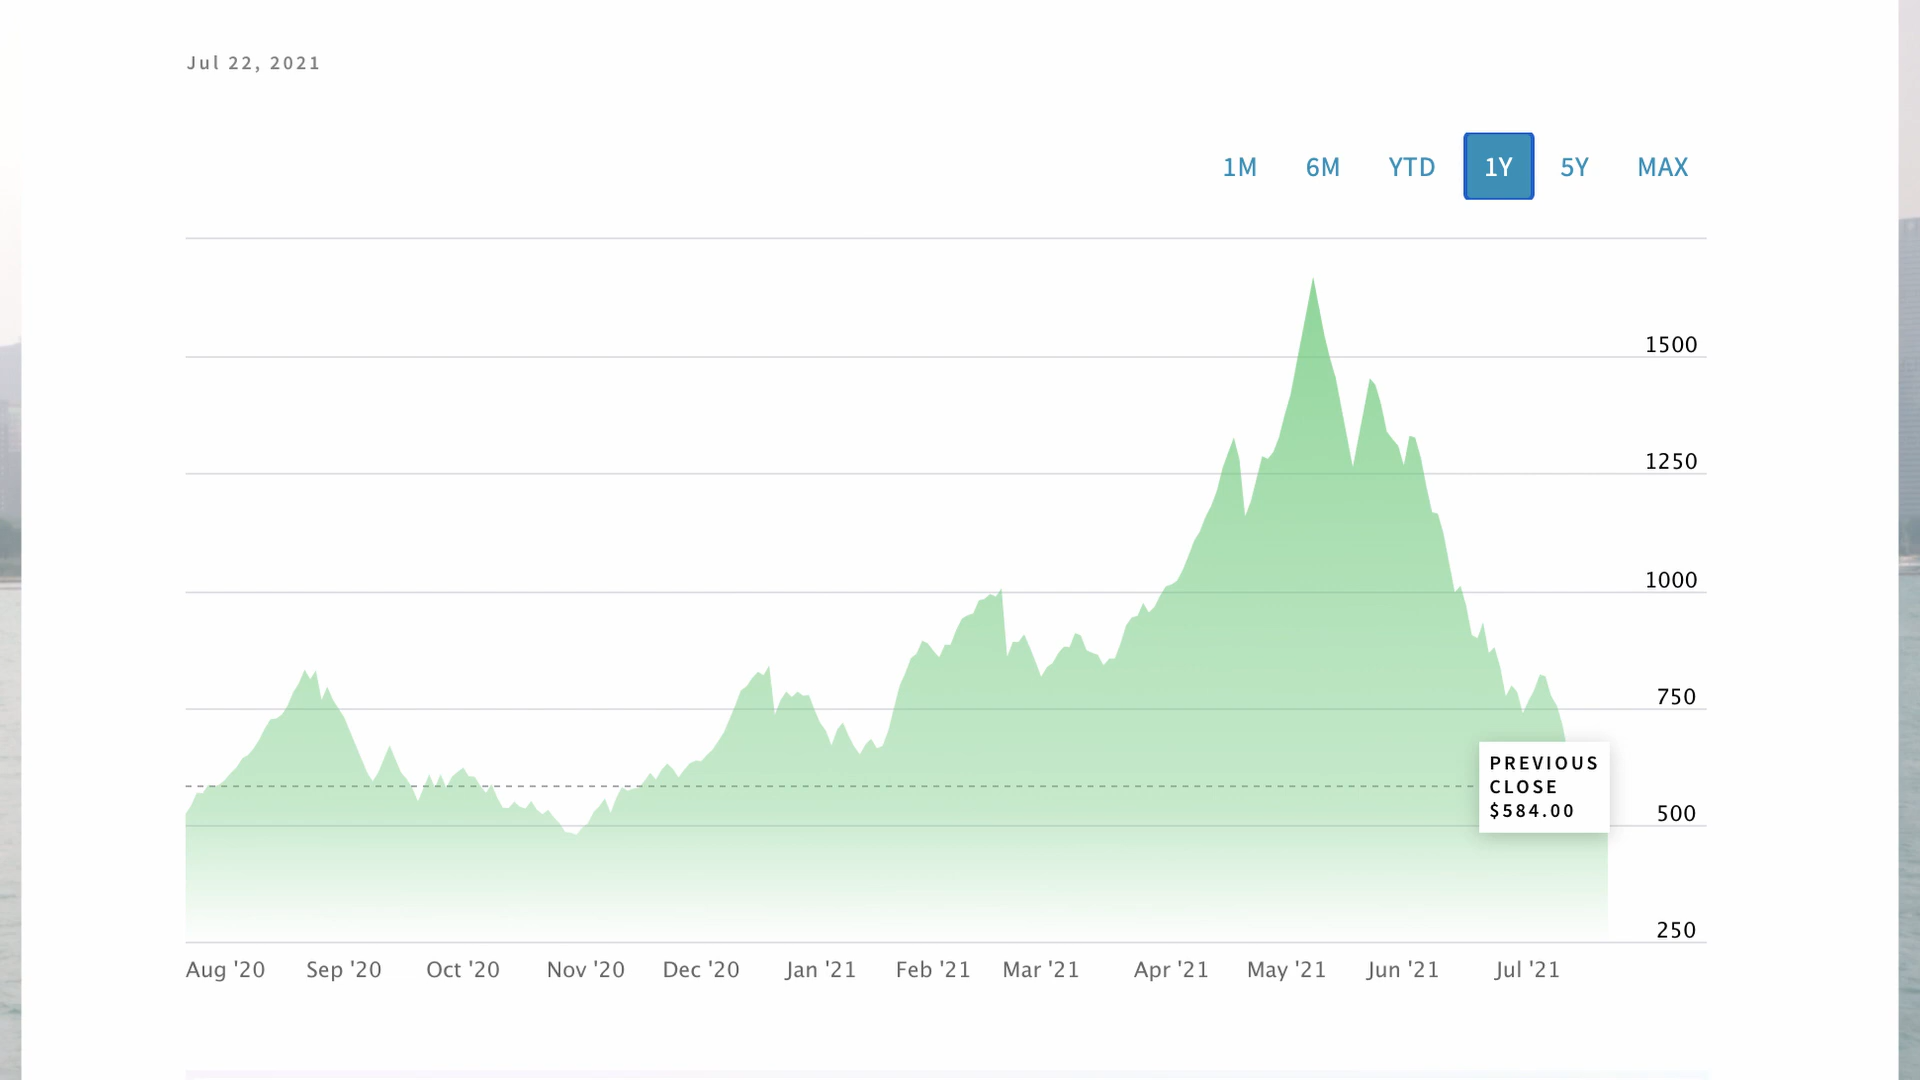 Jul 22, 2021
1M 6M YTD 1Y 5Y MAX
1500
1250
1000
750
PREVIOUS
CLOSE
$584.00
500
250
Aug '20 Sep '20 Oct '20 Nov '20 Dec '20 Jan '21 Feb '21 Mar '21 Apr '21 May '21 Jun '21 Jul '21